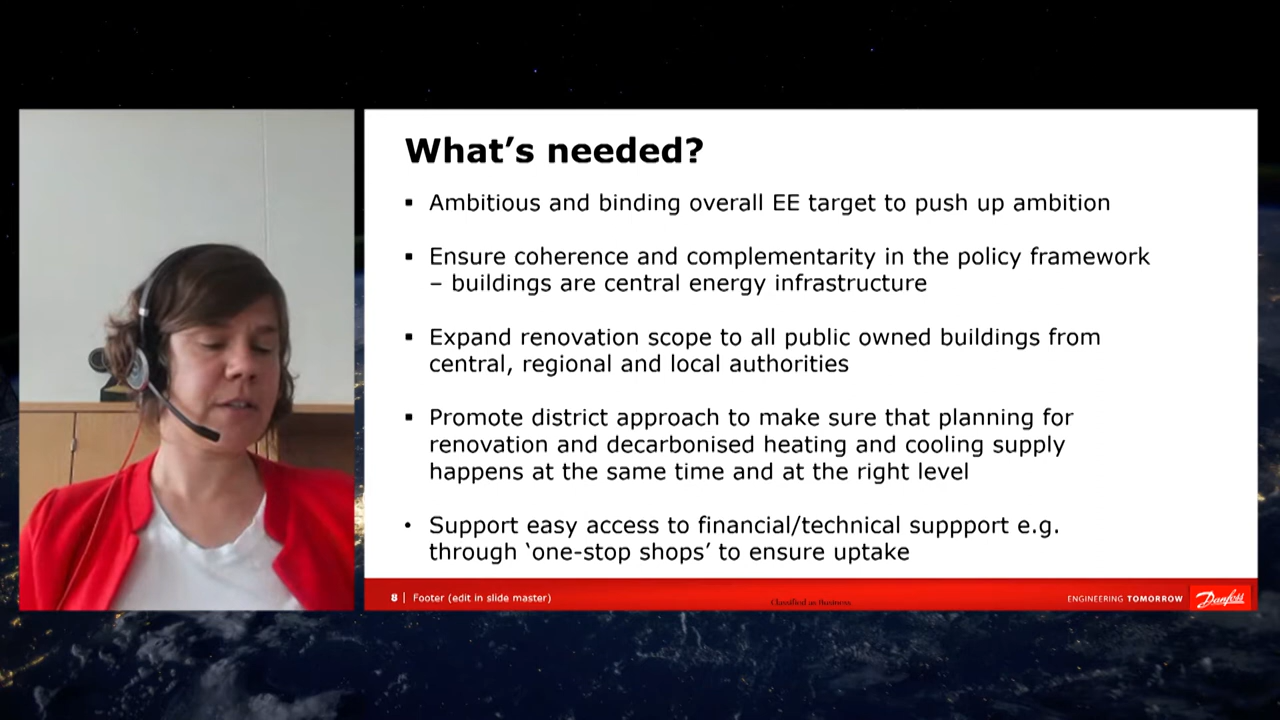 What's needed?
▪ Ambitious and binding overall EE target to push up ambition
▪ Ensure coherence and complementarity in the policy framework
– buildings are central energy infrastructure
▪ Expand renovation scope to all public owned buildings from
central, regional and local authorities
▪ Promote district approach to make sure that planning for
renovation and decarbonised heating and cooling supply
happens at the same time and at the right level
• Support easy access to financial/technical suppport e.g.
through 'one-stop shops' to ensure uptake
8 | Footer (edit in slide master)
Classified as Business
ENGINEERING TOMORROW
Danfoss